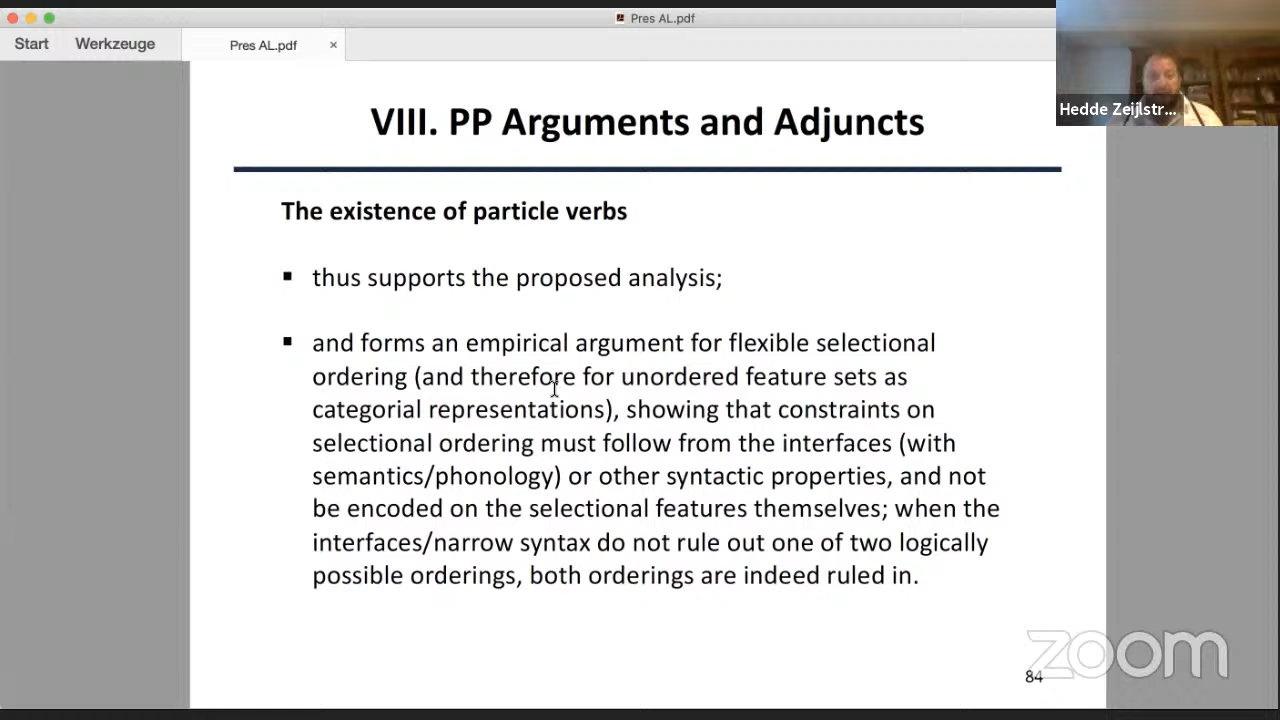 Pres AL.pdf
Start Werkzeuge Pres AL.pdf ×
Hedde Zeijlstr...
VIII. PP Arguments and Adjuncts
The existence of particle verbs
▪ thus supports the proposed analysis;
▪ and forms an empirical argument for flexible selectional
ordering (and therefore for unordered feature sets as
categorial representations), showing that constraints on
selectional ordering must follow from the interfaces (with
semantics/phonology) or other syntactic properties, and not
be encoded on the selectional features themselves; when the
interfaces/narrow syntax do not rule out one of two logically
possible orderings, both orderings are indeed ruled in.
zoom
84